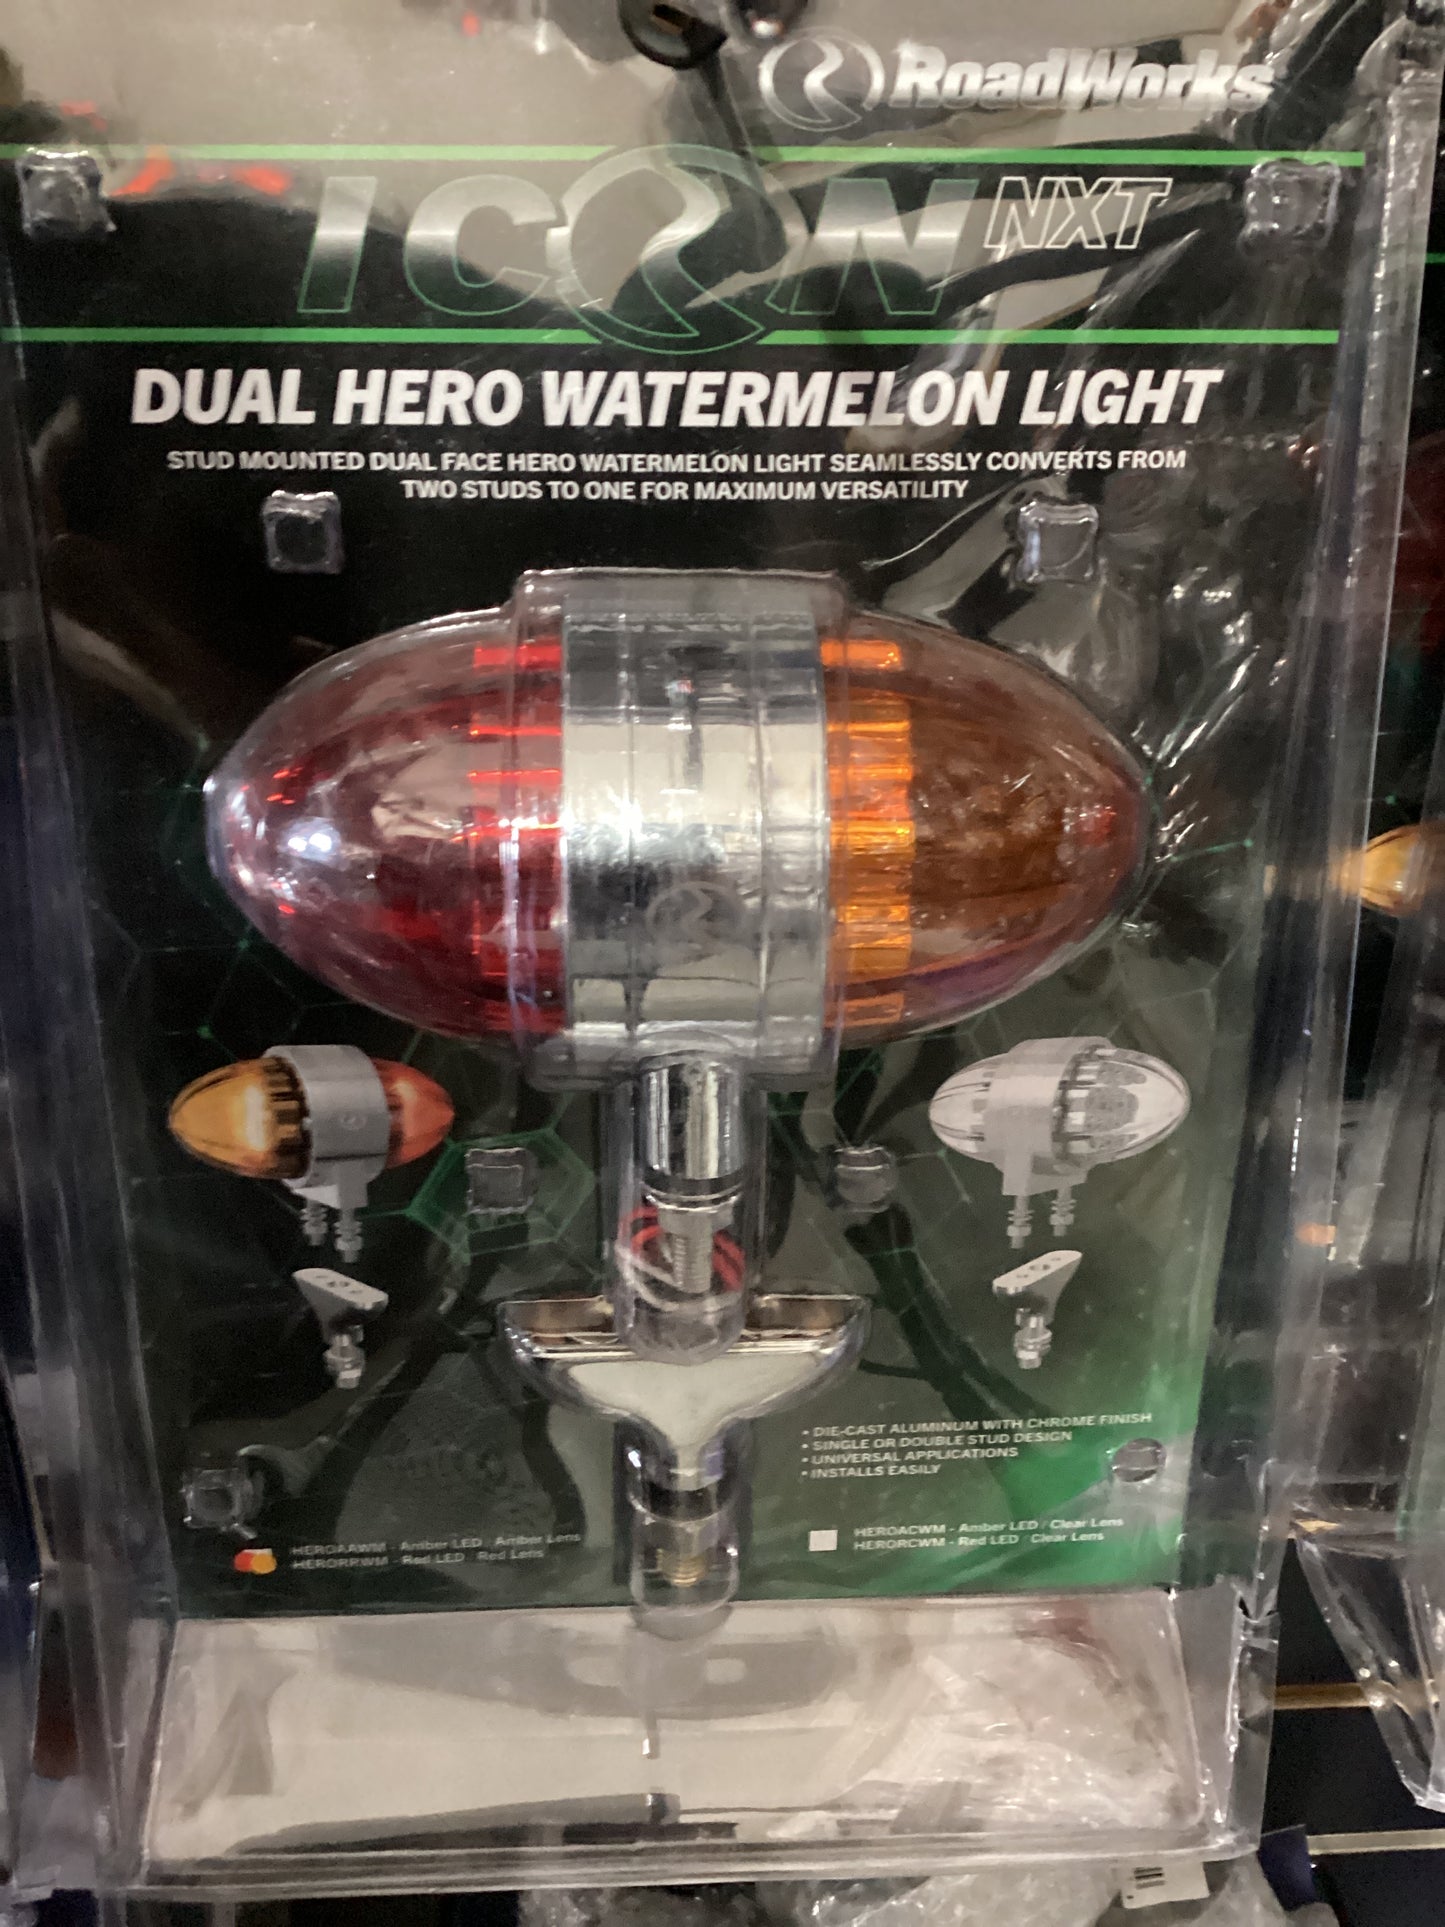 RoadWorks
ICON NXT
DUAL HERO WATERMELON LIGHT
STUD MOUNTED DUAL FACE HERO WATERMELON LIGHT SEAMLESSLY CONVERTS FROM
TWO STUDS TO ONE FOR MAXIMUM VERSATILITY
• DIE-CAST ALUMINUM WITH CHROME FINISH
• SINGLE OR DOUBLE STUD DESIGN
• UNIVERSAL APPLICATIONS
• INSTALLS EASILY
HEROAAWM - Amber LED / Amber Lens
HERORRWM - Red LED / Red Lens
HEROACWM - Amber LED / Clear Lens
HERORCWM - Red LED / Clear Lens